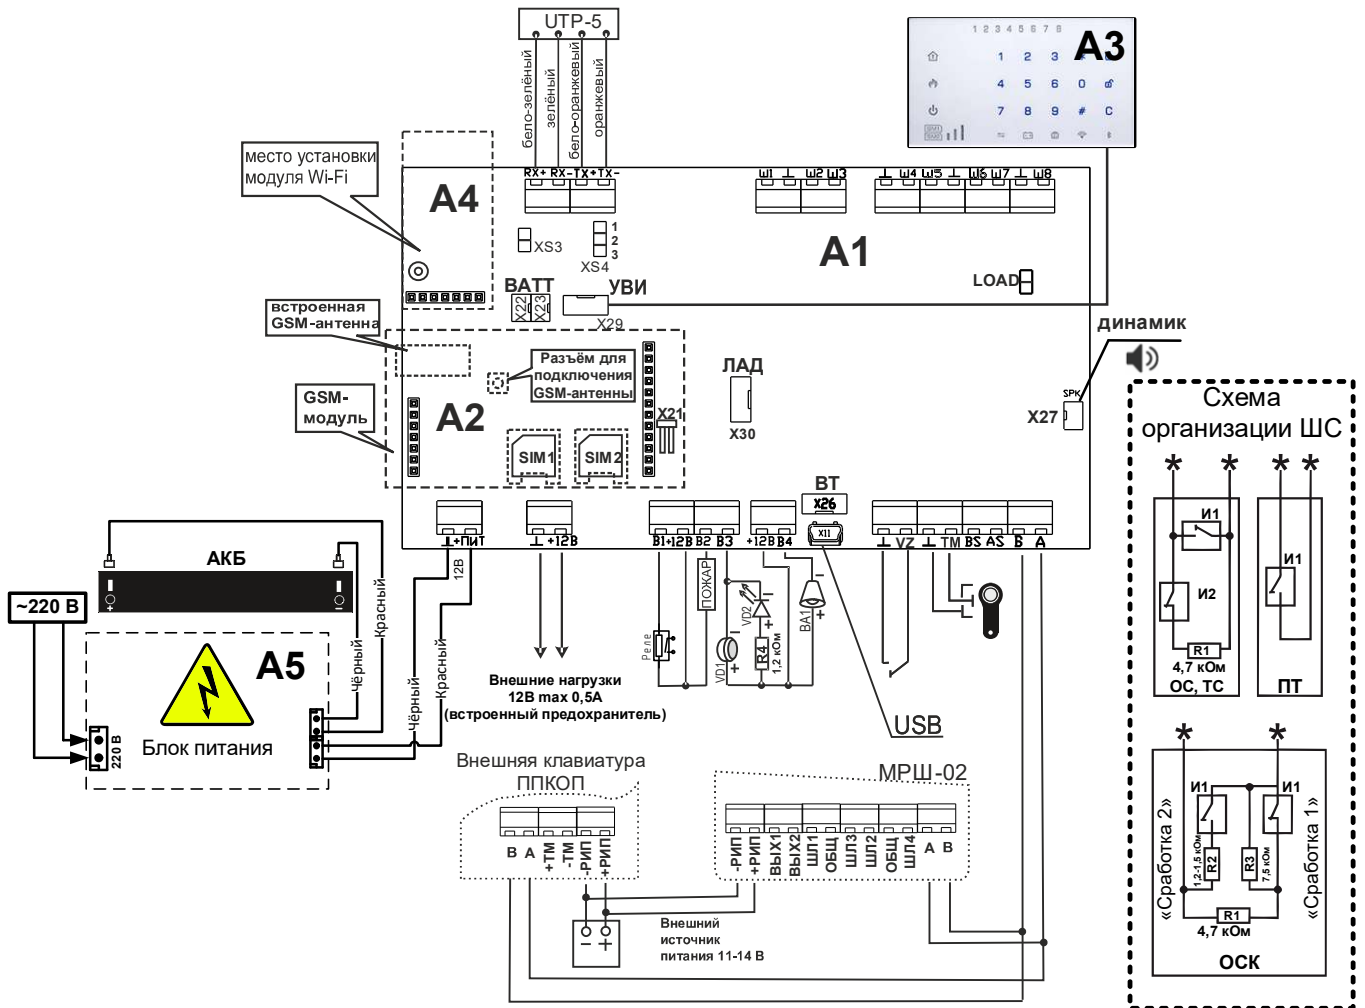 UTP-5
бело-зелёный
зелёный
бело-оранжевый
оранжевый
1 2 3 4 5 6 7 8
A3
1 2 3
4 5 6 0
7 8 9 # C
место установки
модуля Wi-Fi
A4
RX+ RX- TX+ TX-
Ш1 ⊥ Ш2 Ш3
⊥ Ш4 Ш5 ⊥ Ш6 Ш7 ⊥ Ш8
XS3
1
2
3
XS4
A1
LOAD
BATT
X22
X23
УВИ
X29
встроенная
GSM-антенна
Разъём для
подключения
GSM-антенны
GSM-
модуль
A2
SIM1
SIM2
X21
ЛАД
X30
динамик
SPK
X27
BT
X26
X11
⊥ +ПИТ
⊥ +12В
В1 +12В В2 В3
+12В В4
⊥ VZ ⊥ TM BS AS Б А
12В
АКБ
+
-
~220 В
A5
Блок питания
220 В
Чёрный
Красный
Чёрный
Красный
Внешние нагрузки
12В max 0,5А
(встроенный предохранитель)
Реле
ПОЖАР
VD1
VD2
R4
1,2 кОм
BA1
USB
Внешняя клавиатура
ППКОП
В
А
+ТМ
-ТМ
-РИП
+РИП
МРШ-02
-РИП
+РИП
ВЫХ1
ВЫХ2
ШЛ1
ОБЩ
ШЛ3
ШЛ2
ОБЩ
ШЛ4
А
В
Внешний
источник
питания 11-14 В
Схема
организации ШС
* * * *
И1
И2
R1
4,7 кОм
ОС, ТС
И1
ПТ
* *
И1
И1
«Сработка 2»
1,2-1,5 кОм
R2
R3
7,5 кОм
«Сработка 1»
R1
4,7 кОм
ОСК